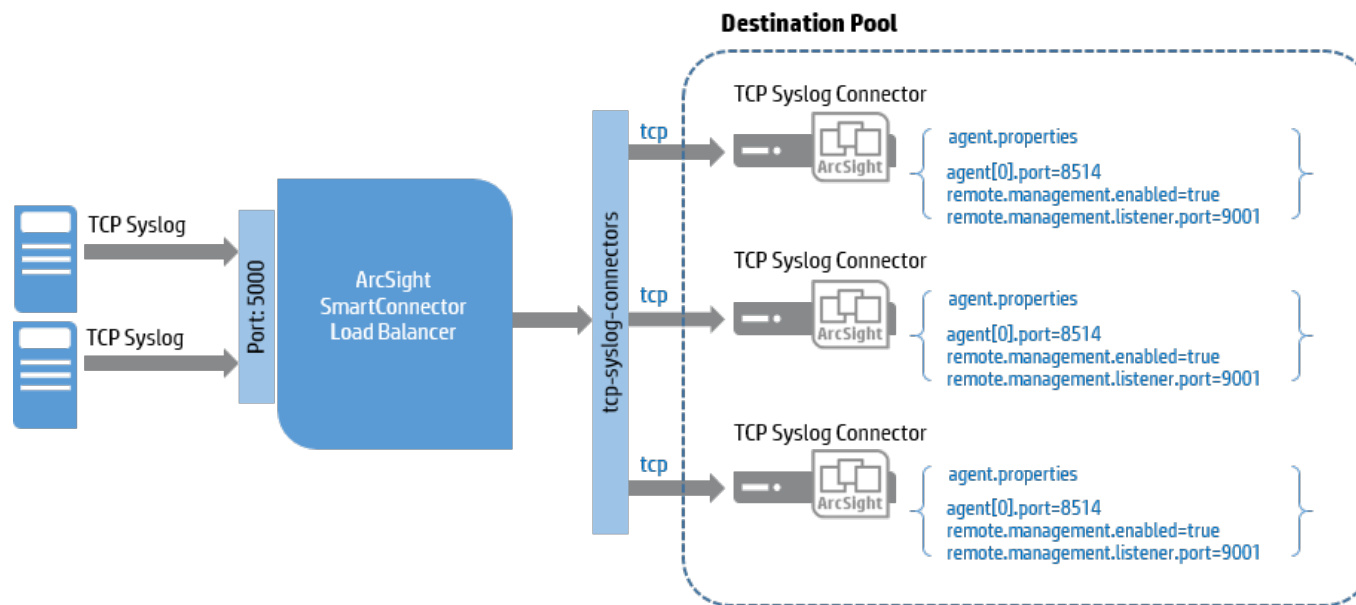 Destination Pool
TCP Syslog
TCP Syslog
Port: 5000
ArcSight
SmartConnector
Load Balancer
tcp-syslog-connectors
tcp
TCP Syslog Connector
ArcSight
agent.properties
agent[0].port=8514
remote.management.enabled=true
remote.management.listener.port=9001
tcp
TCP Syslog Connector
ArcSight
agent.properties
agent[0].port=8514
remote.management.enabled=true
remote.management.listener.port=9001
tcp
TCP Syslog Connector
ArcSight
agent.properties
agent[0].port=8514
remote.management.enabled=true
remote.management.listener.port=9001